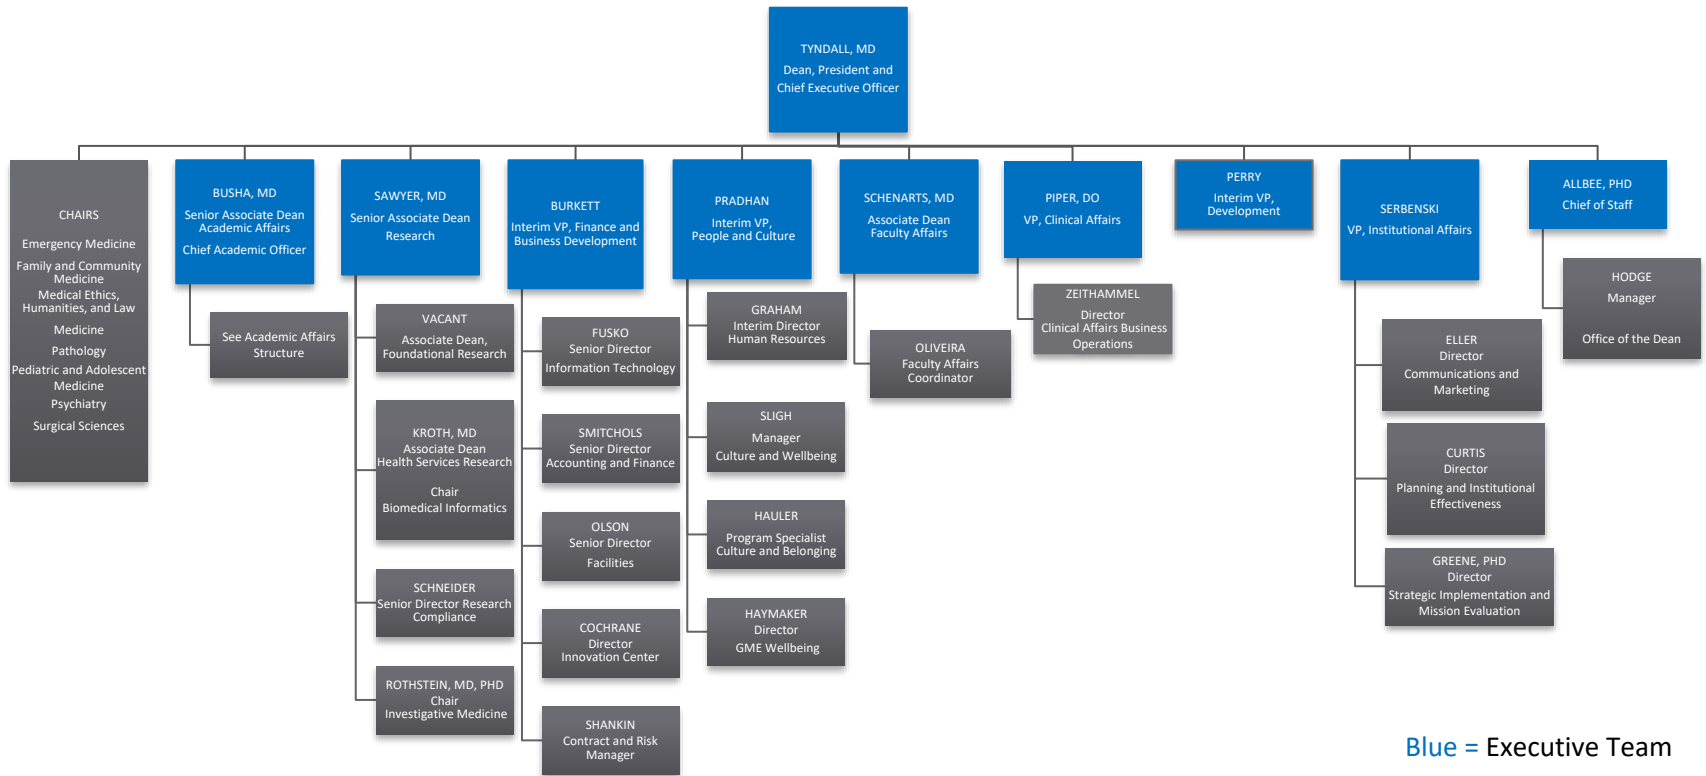 TYNDALL, MD
Dean, President and
Chief Executive Officer
CHAIRS
Emergency Medicine
Family and Community
Medicine
Medical Ethics,
Humanities, and Law
Medicine
Pathology
Pediatric and Adolescent
Medicine
Psychiatry
Surgical Sciences
BUSHA, MD
Senior Associate Dean
Academic Affairs
Chief Academic Officer
See Academic Affairs
Structure
SAWYER, MD
Senior Associate Dean
Research
VACANT
Associate Dean,
Foundational Research
KROTH, MD
Associate Dean
Health Services Research
Chair
Biomedical Informatics
SCHNEIDER
Senior Director Research
Compliance
ROTHSTEIN, MD, PHD
Chair
Investigative Medicine
BURKETT
Interim VP, Finance and
Business Development
FUSKO
Senior Director
Information Technology
SMITCHOLS
Senior Director
Accounting and Finance
OLSON
Senior Director
Facilities
COCHRANE
Director
Innovation Center
SHANKIN
Contract and Risk
Manager
PRADHAN
Interim VP,
People and Culture
GRAHAM
Interim Director
Human Resources
SLIGH
Manager
Culture and Wellbeing
HAULER
Program Specialist
Culture and Belonging
HAYMAKER
Director
GME Wellbeing
SCHENARTS, MD
Associate Dean
Faculty Affairs
OLIVEIRA
Faculty Affairs
Coordinator
PIPER, DO
VP, Clinical Affairs
ZEITHAMMEL
Director
Clinical Affairs Business
Operations
PERRY
Interim VP,
Development
SERBENSKI
VP, Institutional Affairs
ELLER
Director
Communications and
Marketing
CURTIS
Director
Planning and Institutional
Effectiveness
GREENE, PHD
Director
Strategic Implementation and
Mission Evaluation
ALLBEE, PHD
Chief of Staff
HODGE
Manager
Office of the Dean
Blue = Executive Team